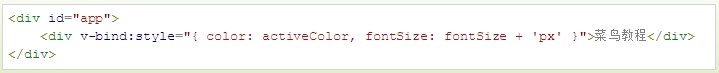 <div id="app">
    <div v-bind:style="{ color: activeColor, fontSize: fontSize + 'px' }">菜鸟教程</div>
</div>